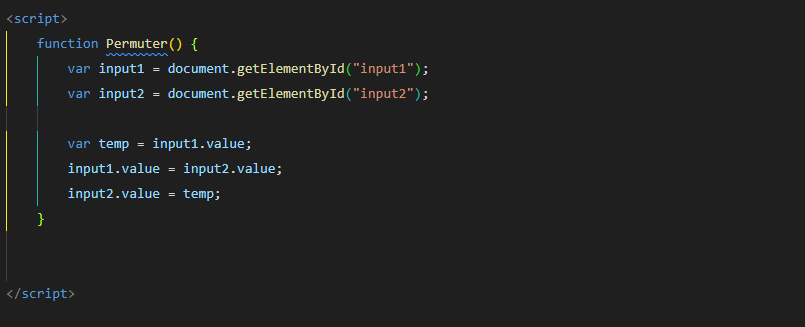 <script>
function Permuter() {
var input1 = document.getElementById("input1");
var input2 = document.getElementById("input2");
var temp = input1.value;
input1.value = input2.value;
input2.value = temp;
}
</script>